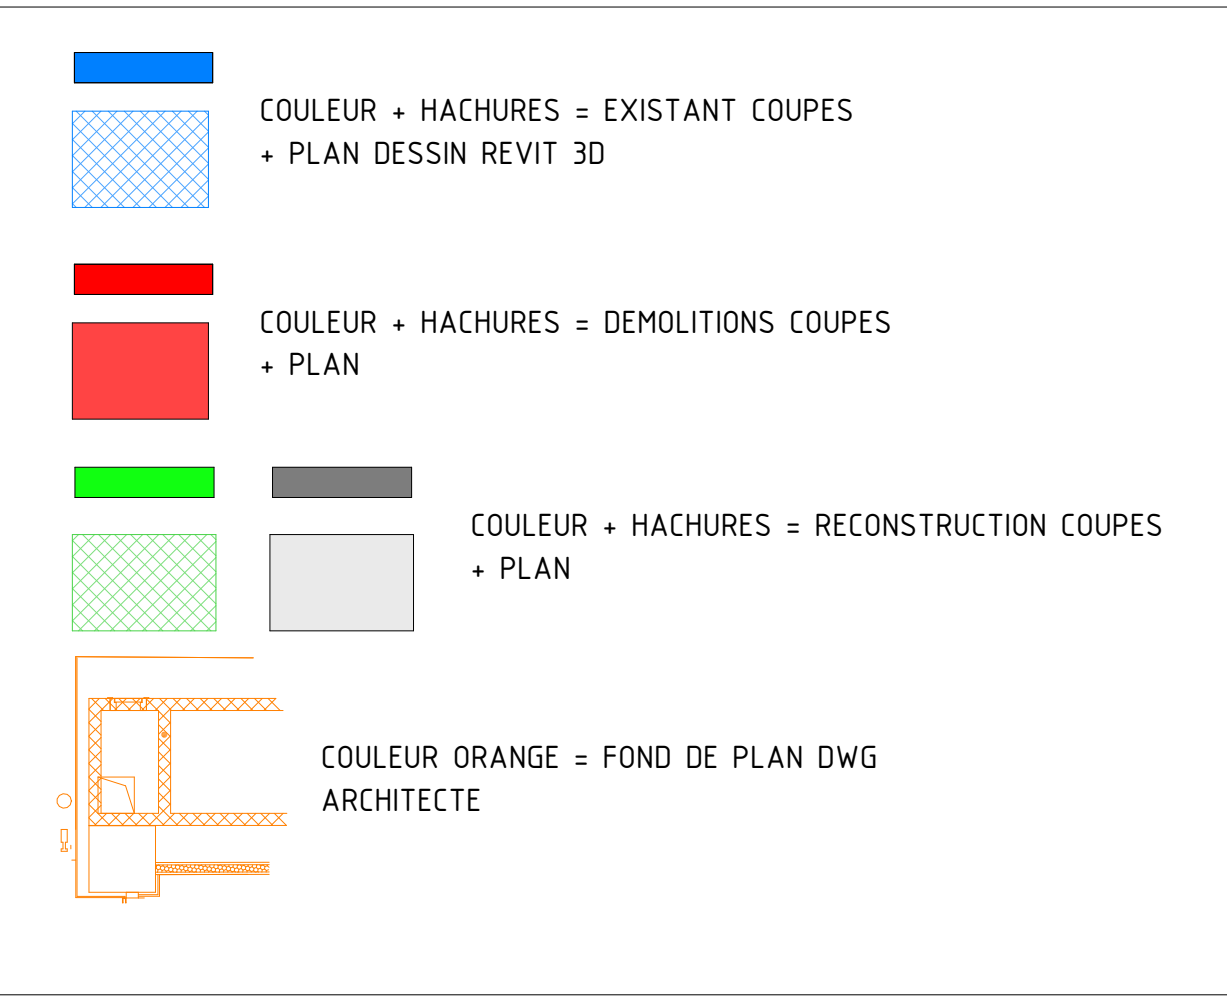 COULEUR + HACHURES = EXISTANT COUPES
+ PLAN DESSIN REVIT 3D
COULEUR + HACHURES = DEMOLITIONS COUPES
+ PLAN
COULEUR + HACHURES = RECONSTRUCTION COUPES
+ PLAN
COULEUR ORANGE = FOND DE PLAN DWG
ARCHITECTE